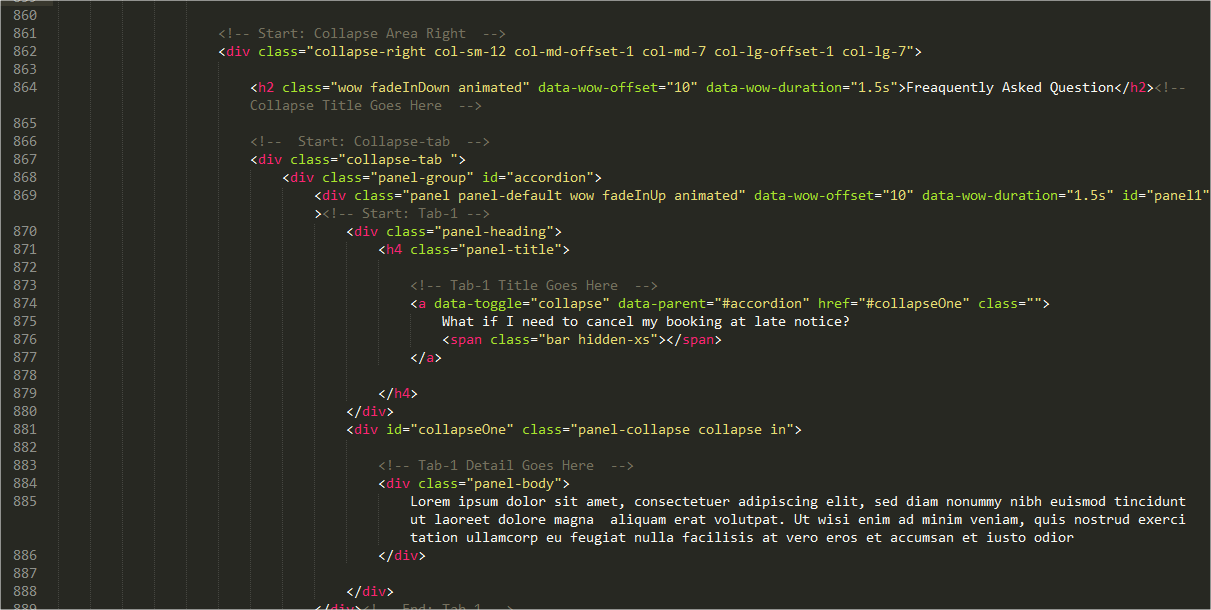 860
861 <!-- Start: Collapse Area Right  -->
862 <div class="collapse-right col-sm-12 col-md-offset-1 col-md-7 col-lg-offset-1 col-lg-7">
863
864 <h2 class="wow fadeInDown animated" data-wow-offset="10" data-wow-duration="1.5s">Freaquently Asked Question</h2><!--
Collapse Title Goes Here  -->
865
866 <!--  Start: Collapse-tab  -->
867 <div class="collapse-tab ">
868 <div class="panel-group" id="accordion">
869 <div class="panel panel-default wow fadeInUp animated" data-wow-offset="10" data-wow-duration="1.5s" id="panel1"
><!-- Start: Tab-1 -->
870 <div class="panel-heading">
871 <h4 class="panel-title">
872
873 <!-- Tab-1 Title Goes Here  -->
874 <a data-toggle="collapse" data-parent="#accordion" href="#collapseOne" class="">
875 What if I need to cancel my booking at late notice?
876 <span class="bar hidden-xs"></span>
877 </a>
878
879 </h4>
880 </div>
881 <div id="collapseOne" class="panel-collapse collapse in">
882
883 <!-- Tab-1 Detail Goes Here  -->
884 <div class="panel-body">
885 Lorem ipsum dolor sit amet, consectetuer adipiscing elit, sed diam nonummy nibh euismod tincidunt
ut laoreet dolore magna  aliquam erat volutpat. Ut wisi enim ad minim veniam, quis nostrud exerci
tation ullamcorp eu feugiat nulla facilisis at vero eros et accumsan et iusto odior
886 </div>
887
888 </div>
889 </div><!-- End: Tab-1  -->